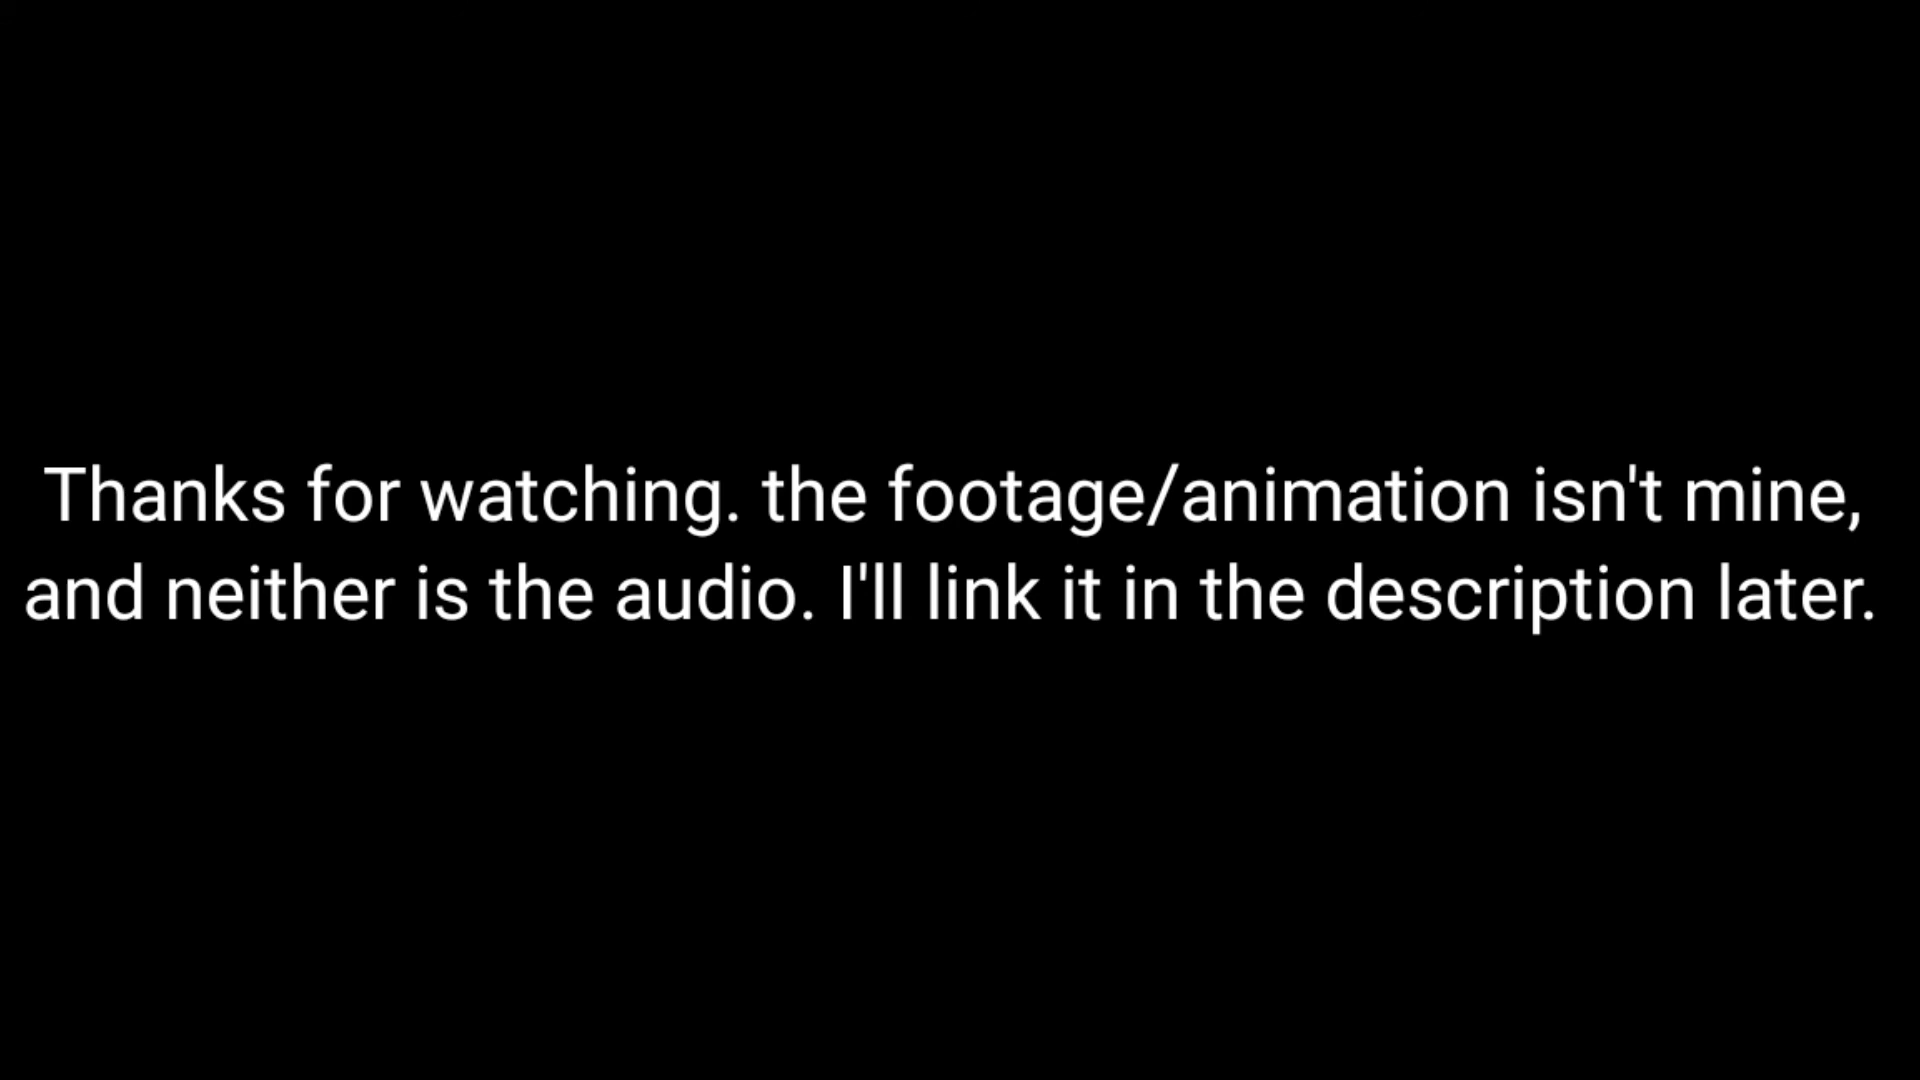 Thanks for watching. the footage/animation isn't mine,
and neither is the audio. I'll link it in the description later.